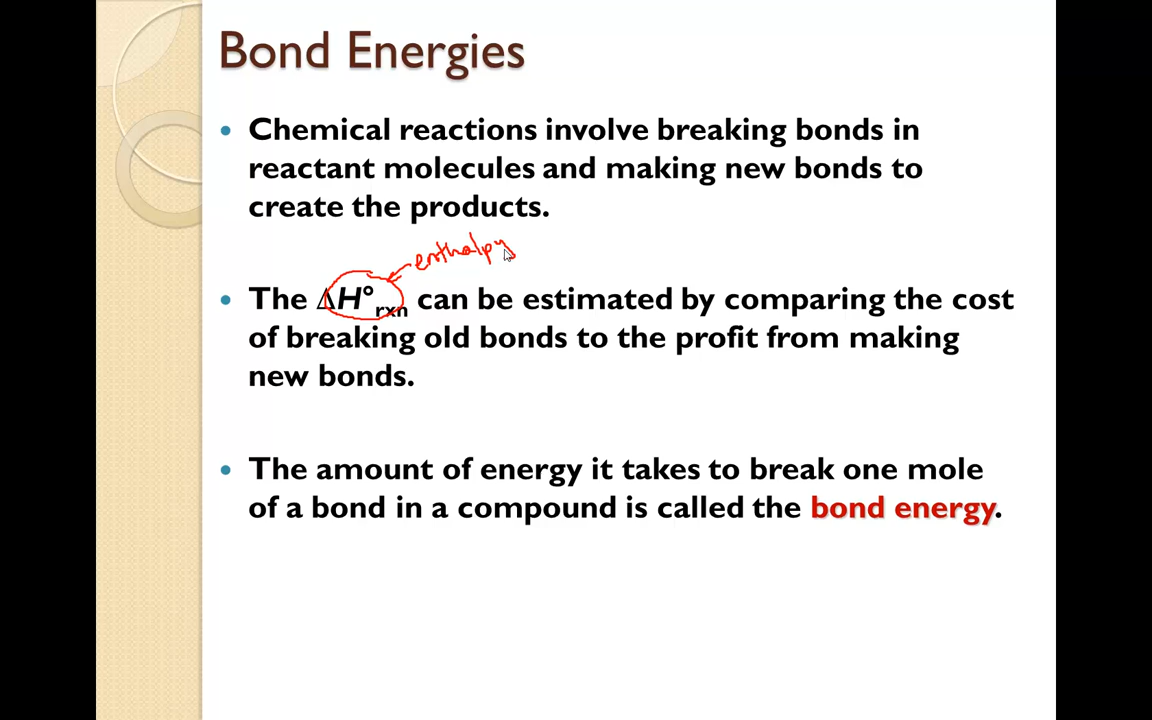 Bond Energies
• Chemical reactions involve breaking bonds in
reactant molecules and making new bonds to
create the products.
enthalpy
• The ΔH°rxn can be estimated by comparing the cost
of breaking old bonds to the profit from making
new bonds.
• The amount of energy it takes to break one mole
of a bond in a compound is called the bond energy.